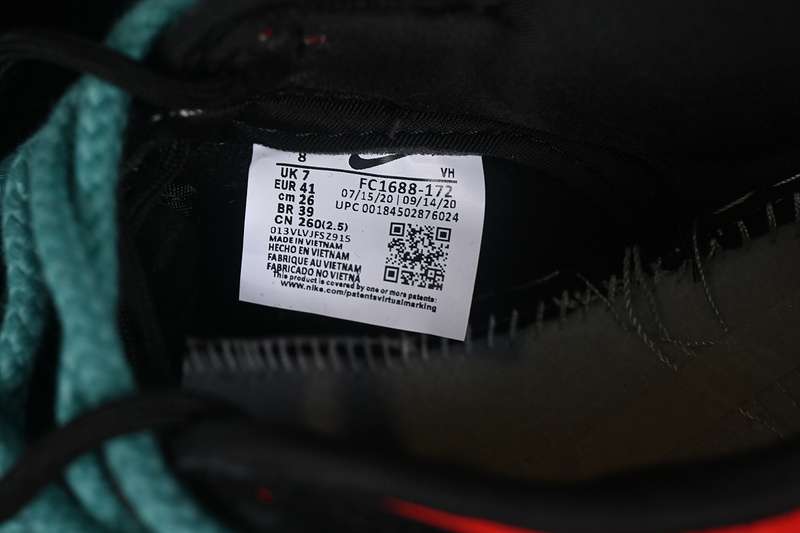 8
UK 7
EUR 41
cm 26
BR 39
CN 260(2.5)
VH
FC1688-172
07/15/20 | 09/14/20
UPC 00184502876024
013VLVJFSZ915
MADE IN VIETNAM
HECHO EN VIETNAM
FABRIQUE AU VIETNAM
FABRICADO NO VIETNÃ
This product is covered by one or more patents:
www.nike.com/patentsvirtualmarking